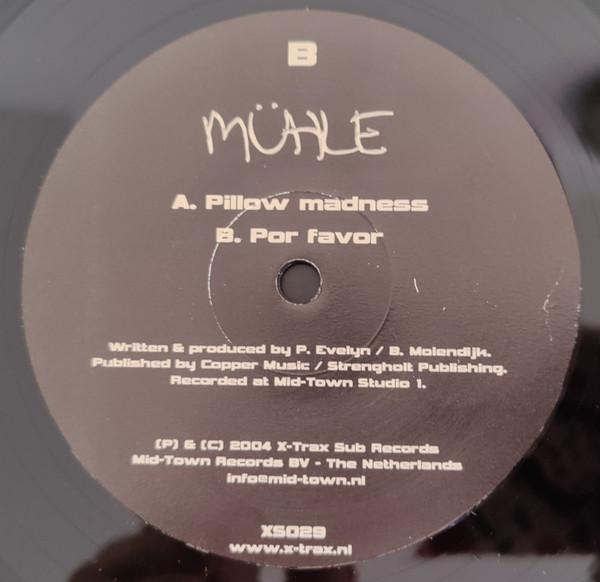 B
MÜHLE
A. Pillow madness
B. Por favor
Written & produced by P. Evelyn / B. Molendijk.
Published by Copper Music / Strengholt Publishing.
Recorded at Mid-Town Studio 1.
(P) & (C) 2004 X-Trax Sub Records
Mid-Town Records BV - The Netherlands
info@mid-town.nl
XS029
www.x-trax.nl